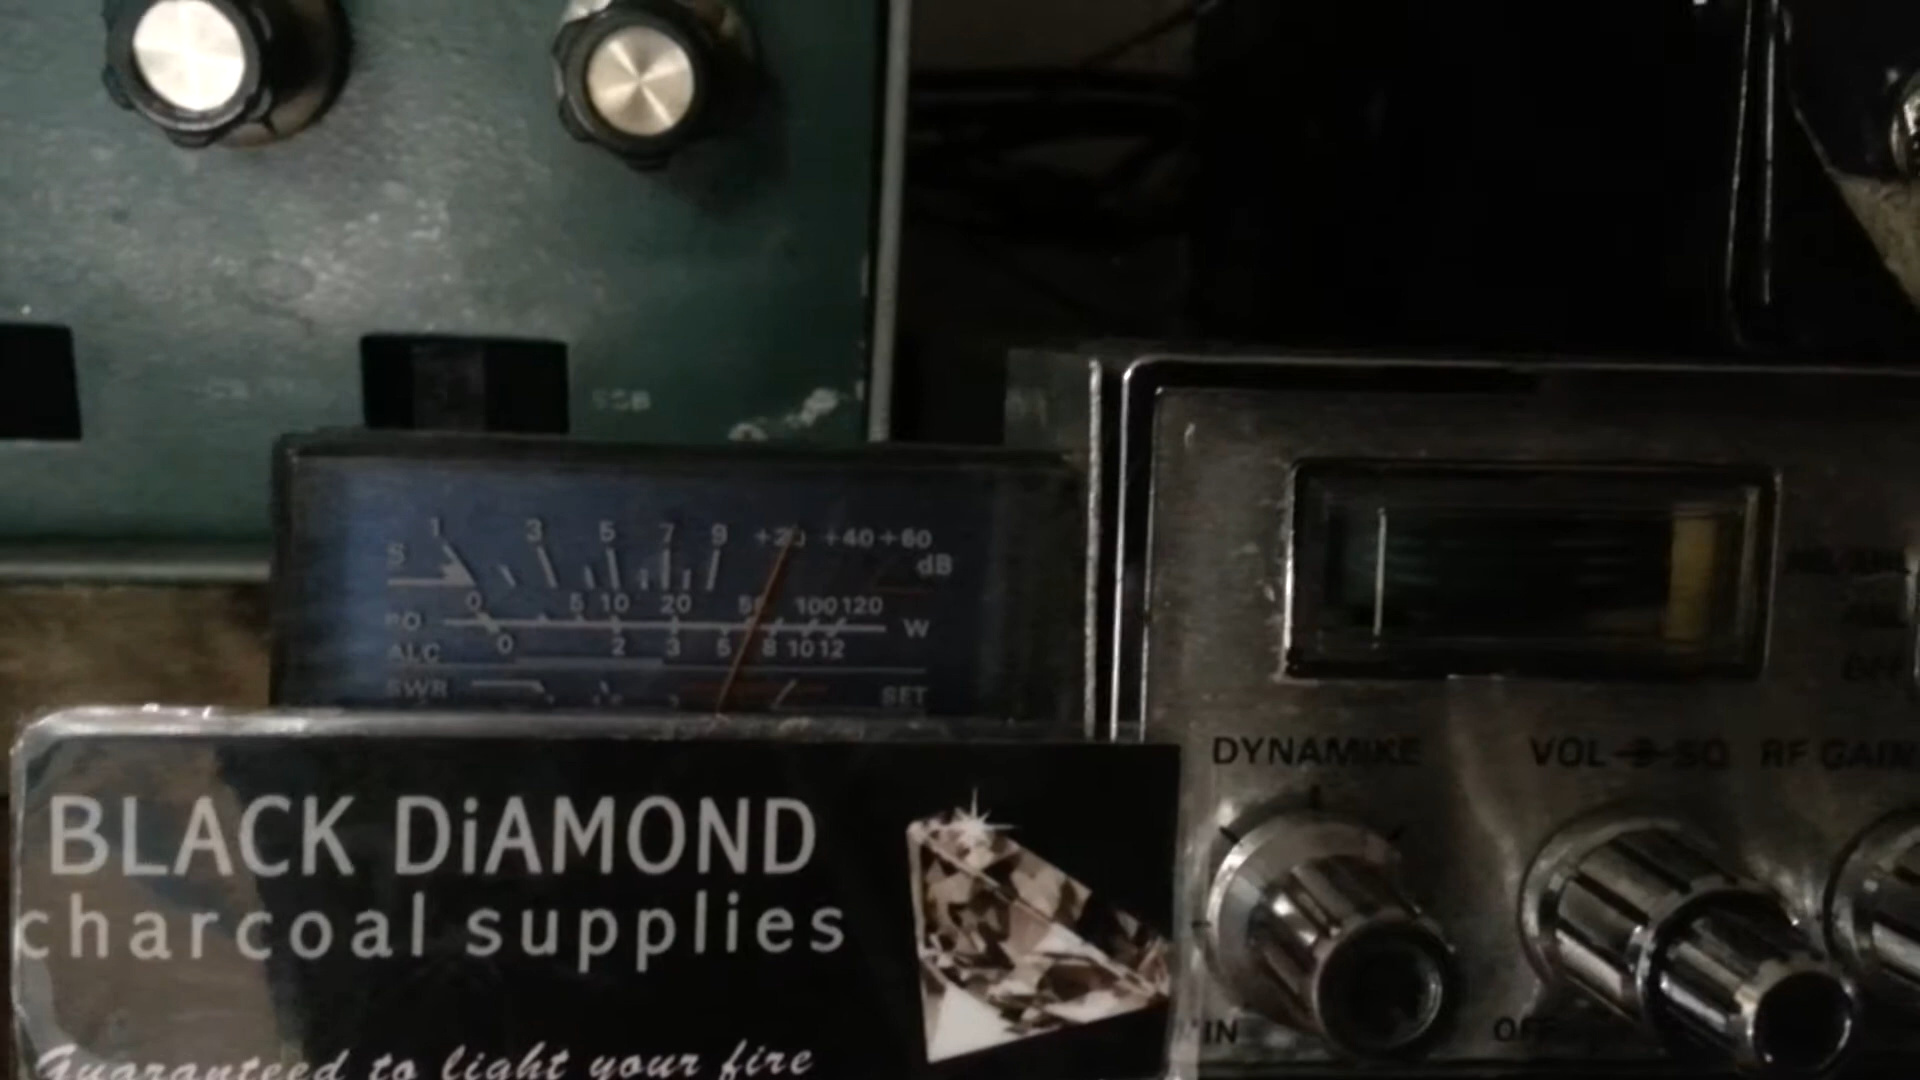 S 1 3 5 7 9 +20 +40 +60
dB
0 5 10 20 50 100 120
PO W
0 2 3 5 8 10 12
ALC
SWR SET
DYNAMIKE VOL SQ RF GAIN
BLACK DiAMOND
charcoal supplies
Guaranteed to light your fire
IN